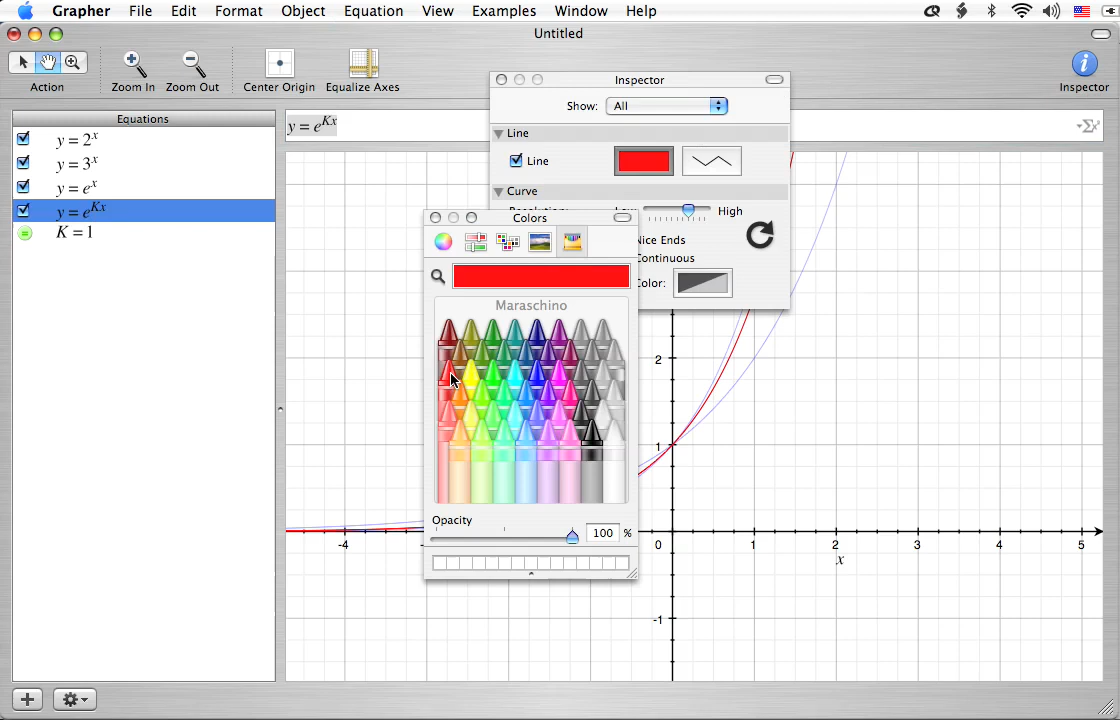 Grapher File Edit Format Object Equation View Examples Window Help
Untitled
Action Zoom In Zoom Out Center Origin Equalize Axes Inspector
Inspector
Show: All
Equations
y = e^{Kx}
Line
Line
Curve
High
Nice Ends
Continuous
Color:
y = 2^x
y = 3^x
y = e^x
y = e^{Kx}
K = 1
Colors
Maraschino
Opacity
100 %
2
1
-4 0 1 2 3 4 5
x
-1